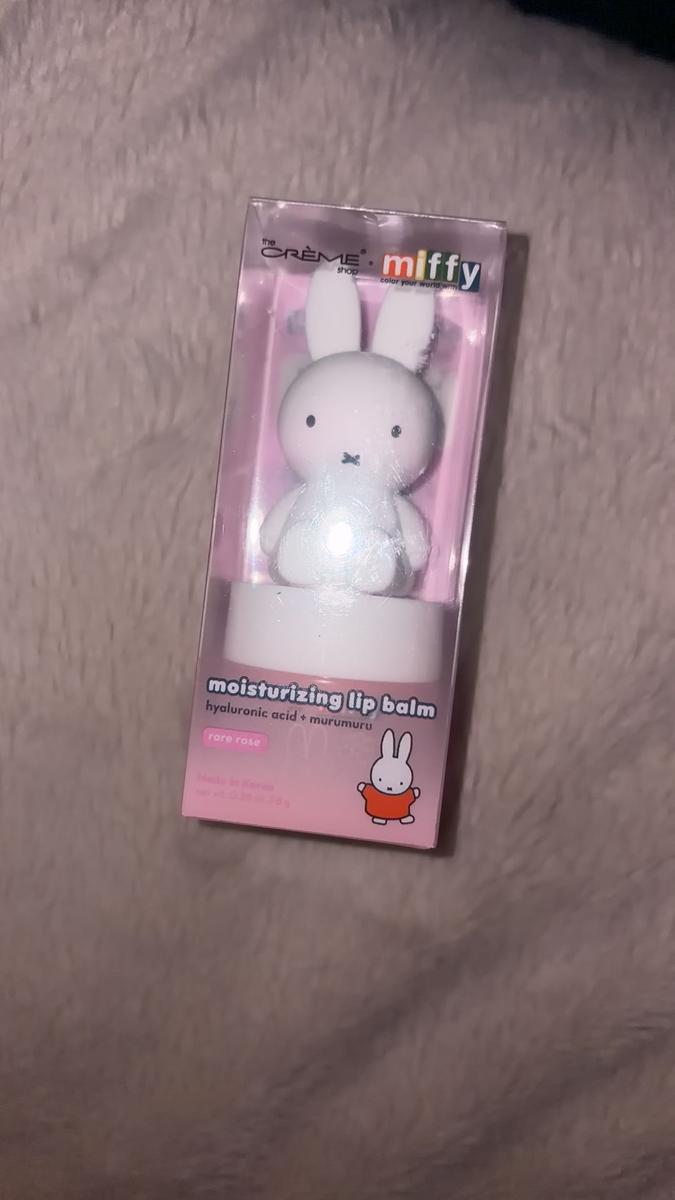 the
CRÈME®
shop
miffy
color your world with
moisturizing lip balm
hyaluronic acid + murumuru
rare rose
Made in Korea